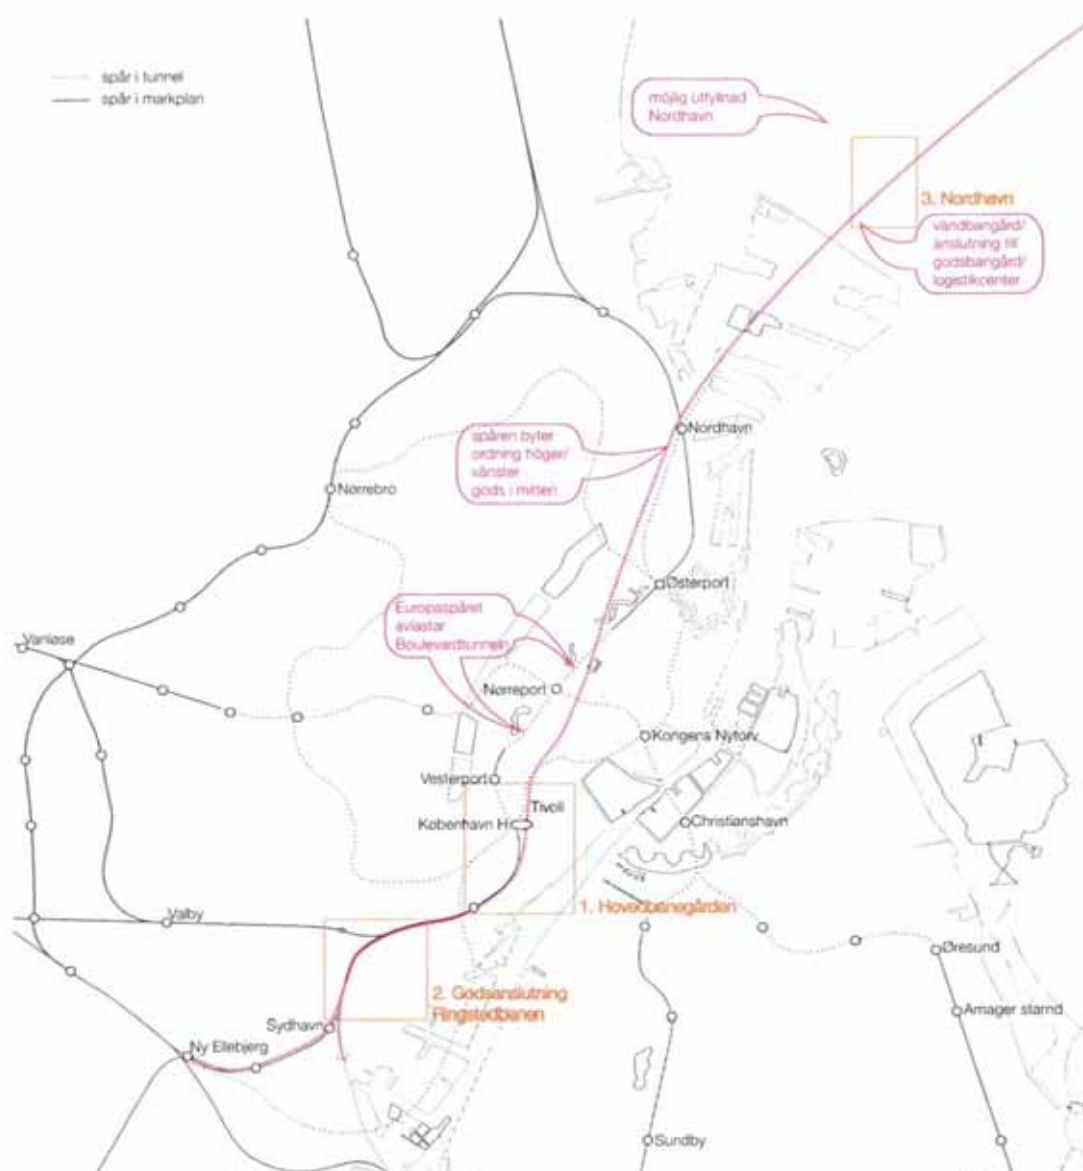 spår i tunnel
spår i markplan
möjlig utfyllnad
Nordhavn
3. Nordhavn
vändbangård/
anslutning till
godsbangård/
logistikcenter
Nordhavn
spåren byter
ordning höger/
vänster
gods i mitten
Nørrebro
Østerport
Europaspåret
avlastar
Boulevardtunneln
Vanløse
Nørreport
Kongens Nytorv
Vesterport
Tivoli
København H
Christianshavn
1. Hovedbanegården
Valby
Øresund
2. Godsanslutning
Ringstedbanen
Amager starnd
Sydhavn
Ny Ellebjerg
Sundby